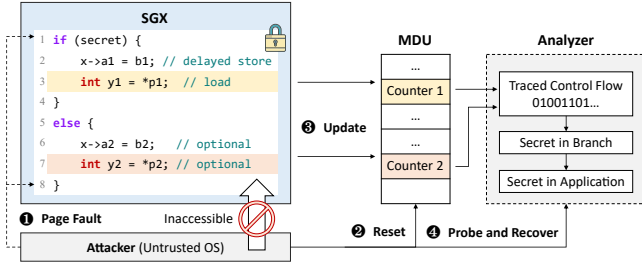 SGX
1 if (secret) {
2 x->a1 = b1; // delayed store
3 int y1 = *p1; // load
4 }
5 else {
6 x->a2 = b2; // optional
7 int y2 = *p2; // optional
8 }
❶ Page Fault
Inaccessible
Attacker (Untrusted OS)
❸ Update
❷ Reset
❹ Probe and Recover
MDU
...
Counter 1
...
...
Counter 2
Analyzer
Traced Control Flow
01001101...
Secret in Branch
Secret in Application